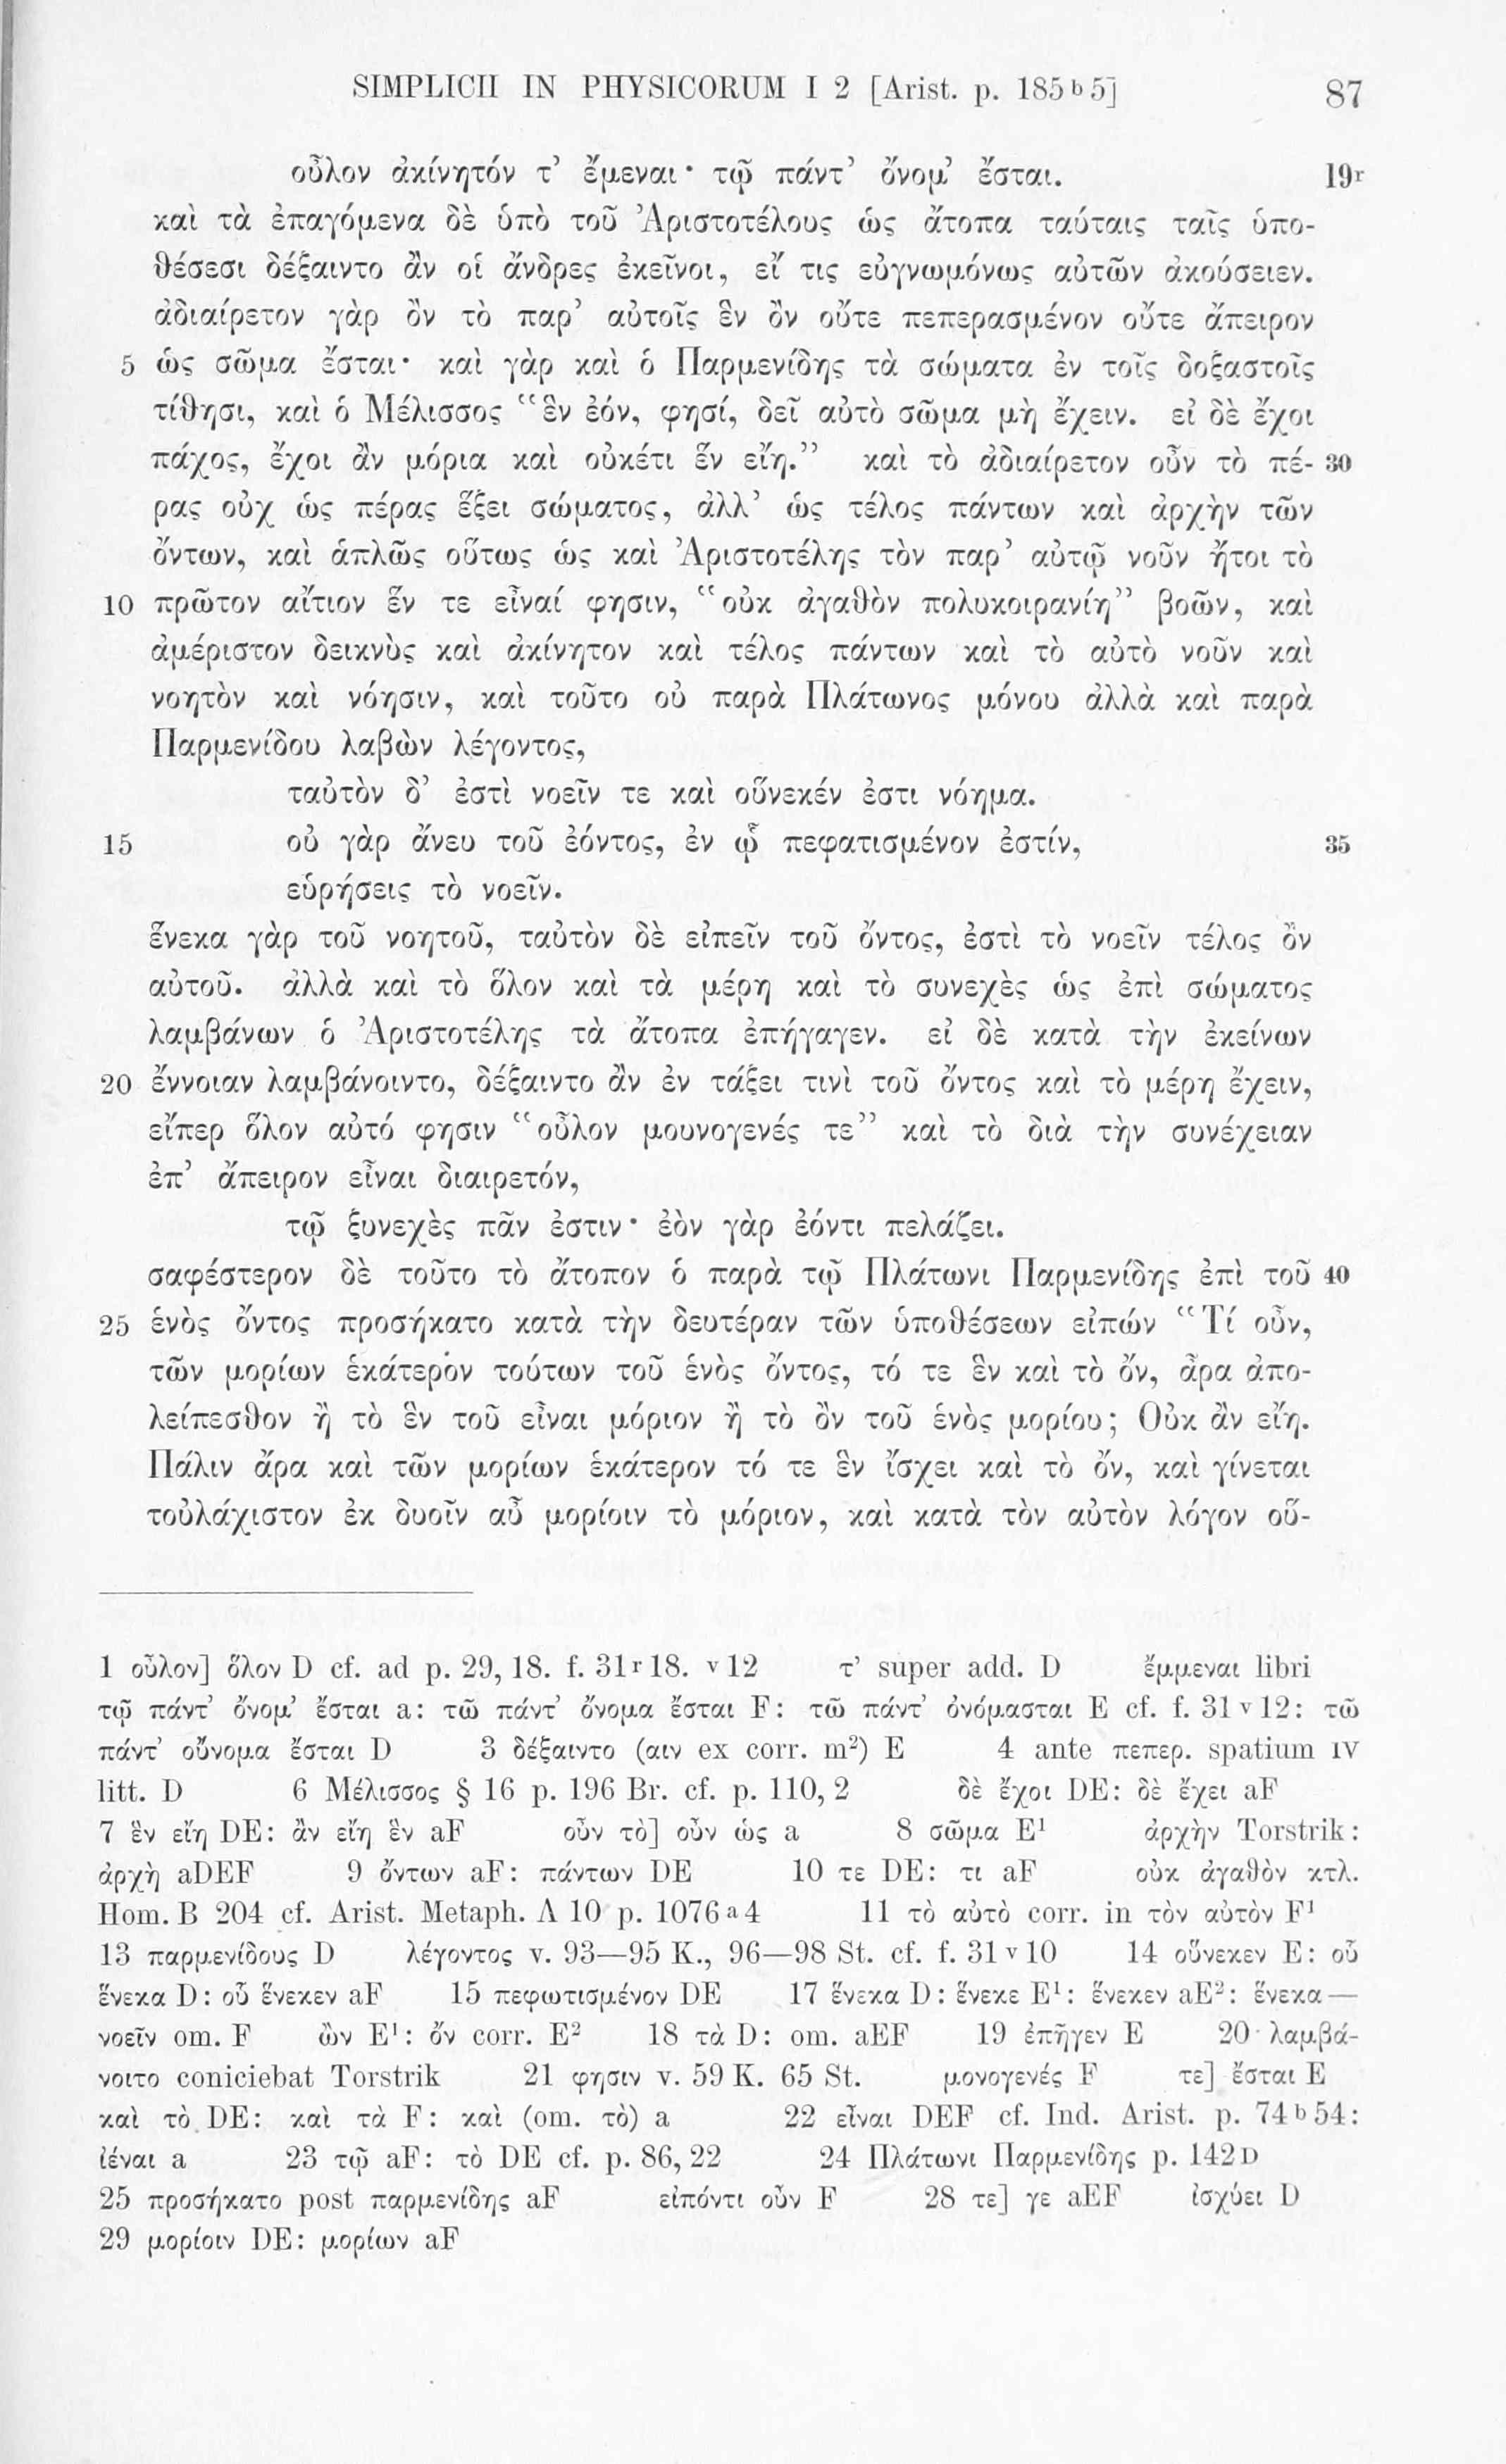 SIMPLICII IN PHYSICORUM I 2 [Arist. p. 185 b 5] 87
οὖλον ἀκίνητόν τ’ ἔμεναι· τῷ πάντ’ ὄνομ’ ἔσται. 19r
καὶ τὰ ἐπαγόμενα δὲ ὑπὸ τοῦ Ἀριστοτέλους ὡς ἄτοπα ταύταις ταῖς ὑπο-
θέσεσι δέξαιντο ἂν οἱ ἄνδρες ἐκεῖνοι, εἴ τις εὐγνωμόνως αὐτῶν ἀκούσειεν.
ἀδιαίρετον γὰρ ὂν τὸ παρ’ αὐτοῖς ἓν ὂν οὔτε πεπερασμένον οὔτε ἄπειρον
5 ὡς σῶμα ἔσται· καὶ γὰρ καὶ ὁ Παρμενίδης τὰ σώματα ἐν τοῖς δοξαστοῖς
τίθησι, καὶ ὁ Μέλισσος “ἓν ἐόν, φησί, δεῖ αὐτὸ σῶμα μὴ ἔχειν. εἰ δὲ ἔχοι
πάχος, ἔχοι ἂν μόρια καὶ οὐκέτι ἓν εἴη.” καὶ τὸ ἀδιαίρετον οὖν τὸ πέ- 30
ρας οὐχ ὡς πέρας ἕξει σώματος, ἀλλ’ ὡς τέλος πάντων καὶ ἀρχὴν τῶν
ὄντων, καὶ ἁπλῶς οὕτως ὡς καὶ Ἀριστοτέλης τὸν παρ’ αὐτῷ νοῦν ἤτοι τὸ
10 πρῶτον αἴτιον ἕν τε εἶναί φησιν, “οὐκ ἀγαθὸν πολυκοιρανίη” βοῶν, καὶ
ἀμέριστον δεικνὺς καὶ ἀκίνητον καὶ τέλος πάντων καὶ τὸ αὐτὸ νοῦν καὶ
νοητὸν καὶ νόησιν, καὶ τοῦτο οὐ παρὰ Πλάτωνος μόνου ἀλλὰ καὶ παρὰ
Παρμενίδου λαβὼν λέγοντος,
ταὐτὸν δ’ ἐστὶ νοεῖν τε καὶ οὕνεκέν ἐστι νόημα.
15 οὐ γὰρ ἄνευ τοῦ ἐόντος, ἐν ᾧ πεφατισμένον ἐστίν, 35
εὑρήσεις τὸ νοεῖν.
ἕνεκα γὰρ τοῦ νοητοῦ, ταὐτὸν δὲ εἰπεῖν τοῦ ὄντος, ἐστὶ τὸ νοεῖν τέλος ὂν
αὐτοῦ. ἀλλὰ καὶ τὸ ὅλον καὶ τὰ μέρη καὶ τὸ συνεχὲς ὡς ἐπὶ σώματος
λαμβάνων ὁ Ἀριστοτέλης τὰ ἄτοπα ἐπήγαγεν. εἰ δὲ κατὰ τὴν ἐκείνων
20 ἔννοιαν λαμβάνοιντο, δέξαιντο ἂν ἐν τάξει τινὶ τοῦ ὄντος καὶ τὸ μέρη ἔχειν,
εἴπερ ὅλον αὐτό φησιν “οὖλον μουνογενές τε” καὶ τὸ διὰ τὴν συνέχειαν
ἐπ’ ἄπειρον εἶναι διαιρετόν,
τῷ ξυνεχὲς πᾶν ἐστιν· ἐὸν γὰρ ἐόντι πελάζει.
σαφέστερον δὲ τοῦτο τὸ ἄτοπον ὁ παρὰ τῷ Πλάτωνι Παρμενίδης ἐπὶ τοῦ 40
25 ἑνὸς ὄντος προσήκατο κατὰ τὴν δευτέραν τῶν ὑποθέσεων εἰπών “Τί οὖν,
τῶν μορίων ἑκάτερον τούτων τοῦ ἑνὸς ὄντος, τό τε ἓν καὶ τὸ ὄν, ἆρα ἀπο-
λείπεσθον ἢ τὸ ἓν τοῦ εἶναι μόριον ἢ τὸ ὂν τοῦ ἑνὸς μορίου; Οὐκ ἂν εἴη.
Πάλιν ἄρα καὶ τῶν μορίων ἑκάτερον τό τε ἓν ἴσχει καὶ τὸ ὄν, καὶ γίνεται
τοὐλάχιστον ἐκ δυοῖν αὖ μορίοιν τὸ μόριον, καὶ κατὰ τὸν αὐτὸν λόγον οὕ-
1 οὖλον] ὅλον D cf. ad p. 29, 18. f. 31r 18. v 12 τ’ super add. D ἔμμεναι libri
τῷ πάντ’ ὄνομ’ ἔσται a: τῶ πάντ’ ὄνομα ἔσται F: τῶ πάντ’ ὀνόμασται E cf. f. 31 v 12: τῶ
πάντ’ οὔνομα ἔσται D 3 δέξαιντο (αιν ex corr. m²) E 4 ante πεπερ. spatium IV
litt. D 6 Μέλισσος § 16 p. 196 Br. cf. p. 110, 2 δὲ ἔχοι DE: δὲ ἔχει aF
7 ἓν εἴη DE: ἂν εἴη ἓν aF οὖν τὸ] οὖν ὡς a 8 σῶμα E¹ ἀρχὴν Torstrik:
ἀρχὴ aDEF 9 ὄντων aF: πάντων DE 10 τε DE: τι aF οὐκ ἀγαθὸν κτλ.
Hom. B 204 cf. Arist. Metaph. Λ 10 p. 1076 a 4 11 τὸ αὐτὸ corr. in τὸν αὐτὸν F¹
13 παρμενίδους D λέγοντος v. 93—95 K., 96—98 St. cf. f. 31 v 10 14 οὕνεκεν E: οὗ
ἕνεκα D: οὗ ἕνεκεν aF 15 πεφωτισμένον DE 17 ἕνεκα D: ἕνεκε E¹: ἕνεκεν aE²: ἕνεκα—
νοεῖν om. F ὢν E¹: ὄν corr. E² 18 τὰ D: om. aEF 19 ἐπῆγεν E 20 λαμβά-
νοιτο coniciebat Torstrik 21 φησιν v. 59 K. 65 St. μονογενές F τε] ἔσται E
καὶ τὸ DE: καὶ τὰ F: καὶ (om. τὸ) a 22 εἶναι DEF cf. Ind. Arist. p. 74 b 54:
ἰέναι a 23 τῷ aF: τὸ DE cf. p. 86, 22 24 Πλάτωνι Παρμενίδης p. 142 D
25 προσήκατο post παρμενίδης aF εἰπόντι οὖν F 28 τε] γε aEF ἰσχύει D
29 μορίοιν DE: μορίων aF